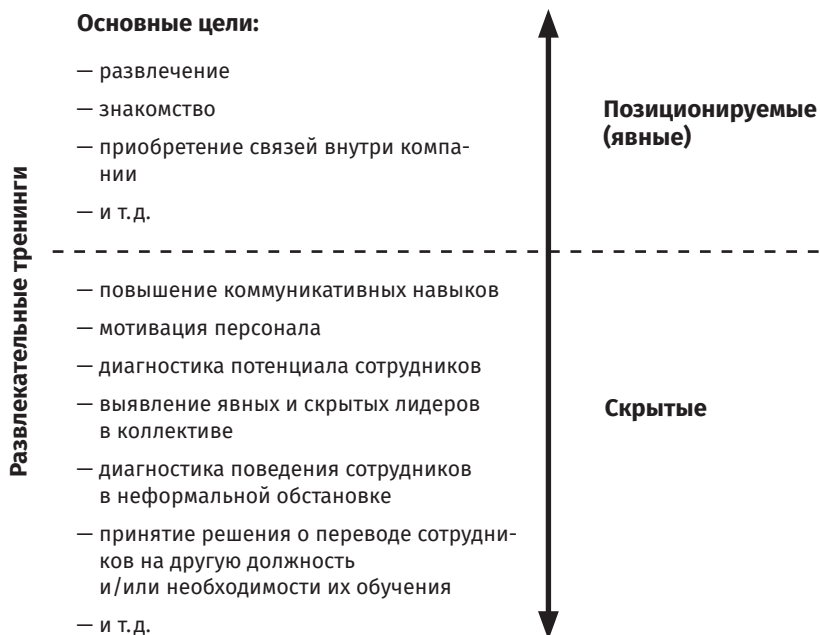 Развлекательные тренинги
Основные цели:
— развлечение
— знакомство
— приобретение связей внутри компа-
нии
— и т. д.
Позиционируемые
(явные)
— повышение коммуникативных навыков
— мотивация персонала
— диагностика потенциала сотрудников
— выявление явных и скрытых лидеров
в коллективе
— диагностика поведения сотрудников
в неформальной обстановке
— принятие решения о переводе сотрудни-
ков на другую должность
и/или необходимости их обучения
— и т. д.
Скрытые